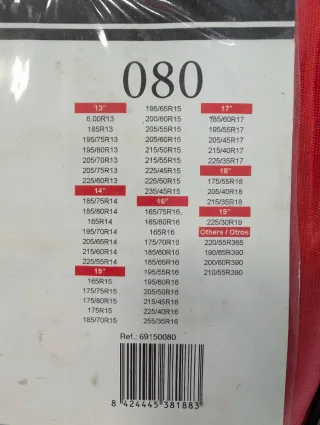 080
13"
6.00R13
185R13
195/75R13
195/80R13
205/70R13
205/75R13
225/60R13
14"
185/75R14
185/80R14
185R14
195/70R14
205/65R14
215/60R14
225/55R14
15"
165R15
175/75R15
175/80R15
175R15
185/70R15
195/65R15
200/60R15
205/55R15
205/60R15
215/50R15
215/55R15
225/45R15
225/50R15
235/45R15
16"
165/75R16
165/80R16
165R16
175/70R16
185/60R16
185/65R16
195/55R16
195/60R16
205/50R16
215/45R16
225/40R16
255/35R16
17"
185/60R17
195/55R17
205/45R17
215/40R17
225/35R17
18"
175/55R18
205/40R18
215/35R18
19"
225/30R19
Others / Otros
220/55R365
190/65R390
200/60R390
210/55R390
Ref.: 69150080
8 424445 381883